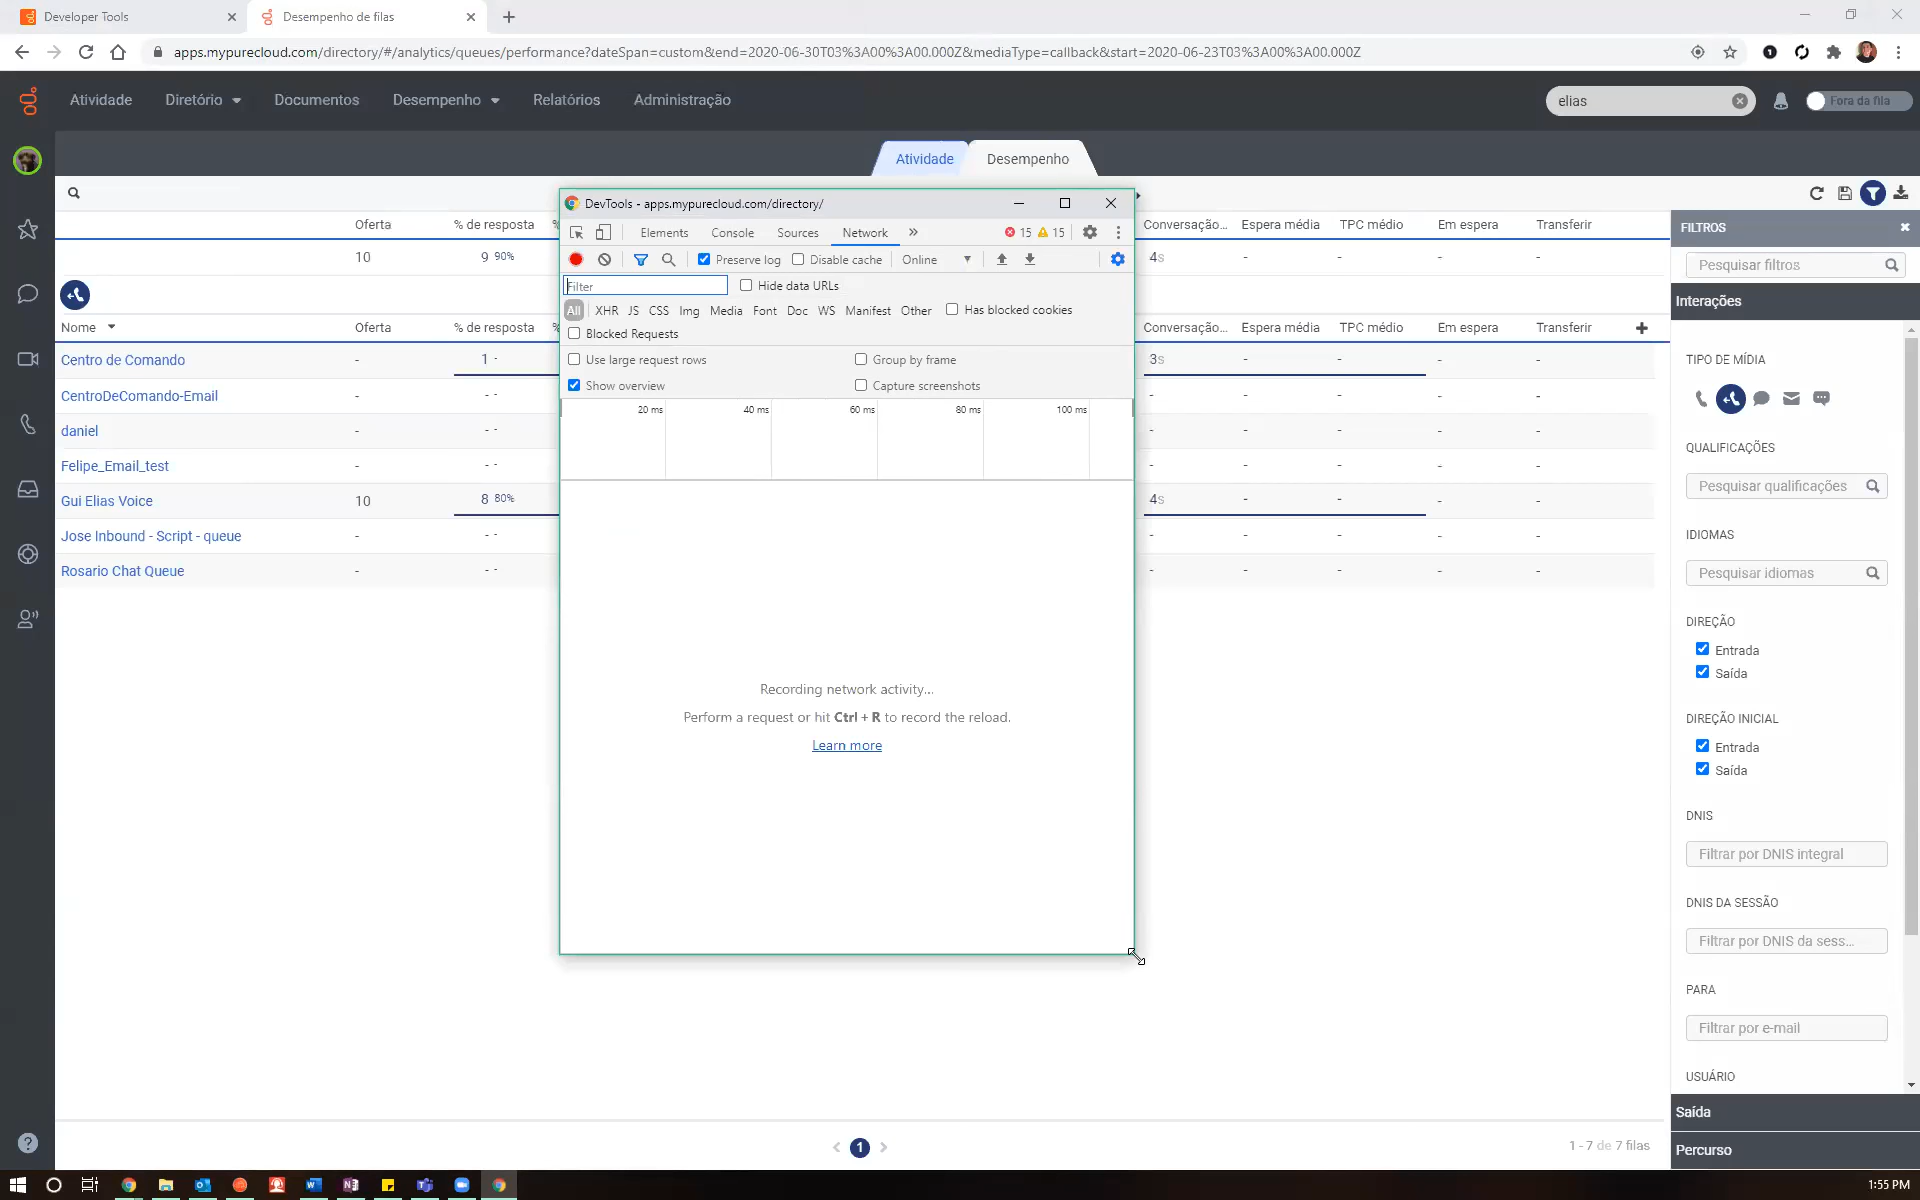 Developer Tools
Desempenho de filas
apps.mypurecloud.com/directory/#/analytics/queues/performance?dateSpan=custom&end=2020-06-30T03%3A00%3A00.000Z&mediaType=callback&start=2020-06-23T03%3A00%3A00.000Z
Atividade Diretório Documentos Desempenho Relatórios Administração
elias
Fora da fila
Atividade Desempenho
Oferta % de resposta %
10 9 90%
Nome Oferta % de resposta %
Centro de Comando - 1 -
CentroDeComando-Email - - -
daniel - - -
Felipe_Email_test - - -
Gui Elias Voice 10 8 80%
Jose Inbound - Script - queue - - -
Rosario Chat Queue - - -
DevTools - apps.mypurecloud.com/directory/
Elements Console Sources Network » 15 15
Preserve log Disable cache Online
Filter Hide data URLs
All XHR JS CSS Img Media Font Doc WS Manifest Other Has blocked cookies
Blocked Requests
Use large request rows Group by frame
Show overview Capture screenshots
20 ms 40 ms 60 ms 80 ms 100 ms
Recording network activity...
Perform a request or hit Ctrl + R to record the reload.
Learn more
Conversação... Espera média TPC médio Em espera Transferir
4s - - - -
Conversação... Espera média TPC médio Em espera Transferir
3s - - - -
- - - - -
- - - - -
- - - - -
4s - - - -
- - - - -
- - - - -
FILTROS
Pesquisar filtros
Interações
TIPO DE MÍDIA
QUALIFICAÇÕES
Pesquisar qualificações
IDIOMAS
Pesquisar idiomas
DIREÇÃO
Entrada
Saída
DIREÇÃO INICIAL
Entrada
Saída
DNIS
Filtrar por DNIS integral
DNIS DA SESSÃO
Filtrar por DNIS da sess...
PARA
Filtrar por e-mail
USUÁRIO
Saída
Percurso
1
1 - 7 de 7 filas
1:55 PM